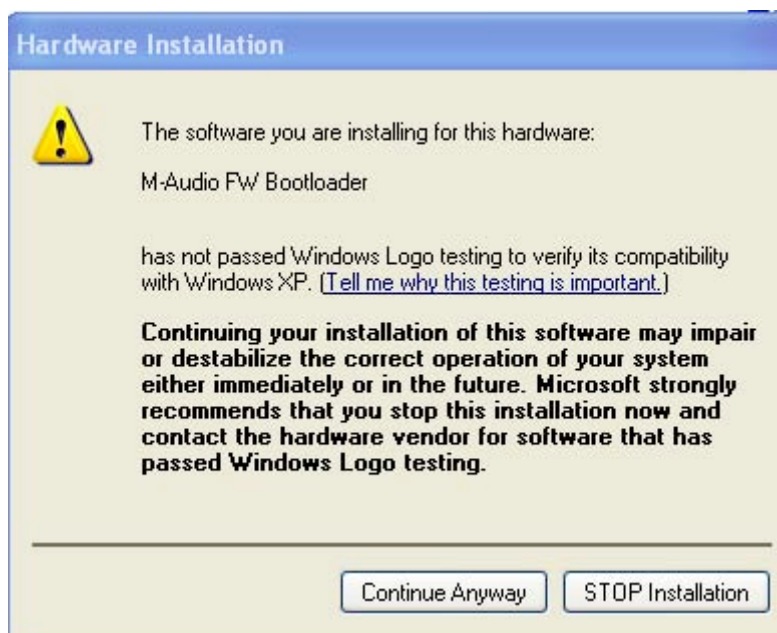 Hardware Installation
The software you are installing for this hardware:
M-Audio FW Bootloader
has not passed Windows Logo testing to verify its compatibility
with Windows XP. (Tell me why this testing is important.)
Continuing your installation of this software may impair
or destabilize the correct operation of your system
either immediately or in the future. Microsoft strongly
recommends that you stop this installation now and
contact the hardware vendor for software that has
passed Windows Logo testing.
Continue Anyway
STOP Installation